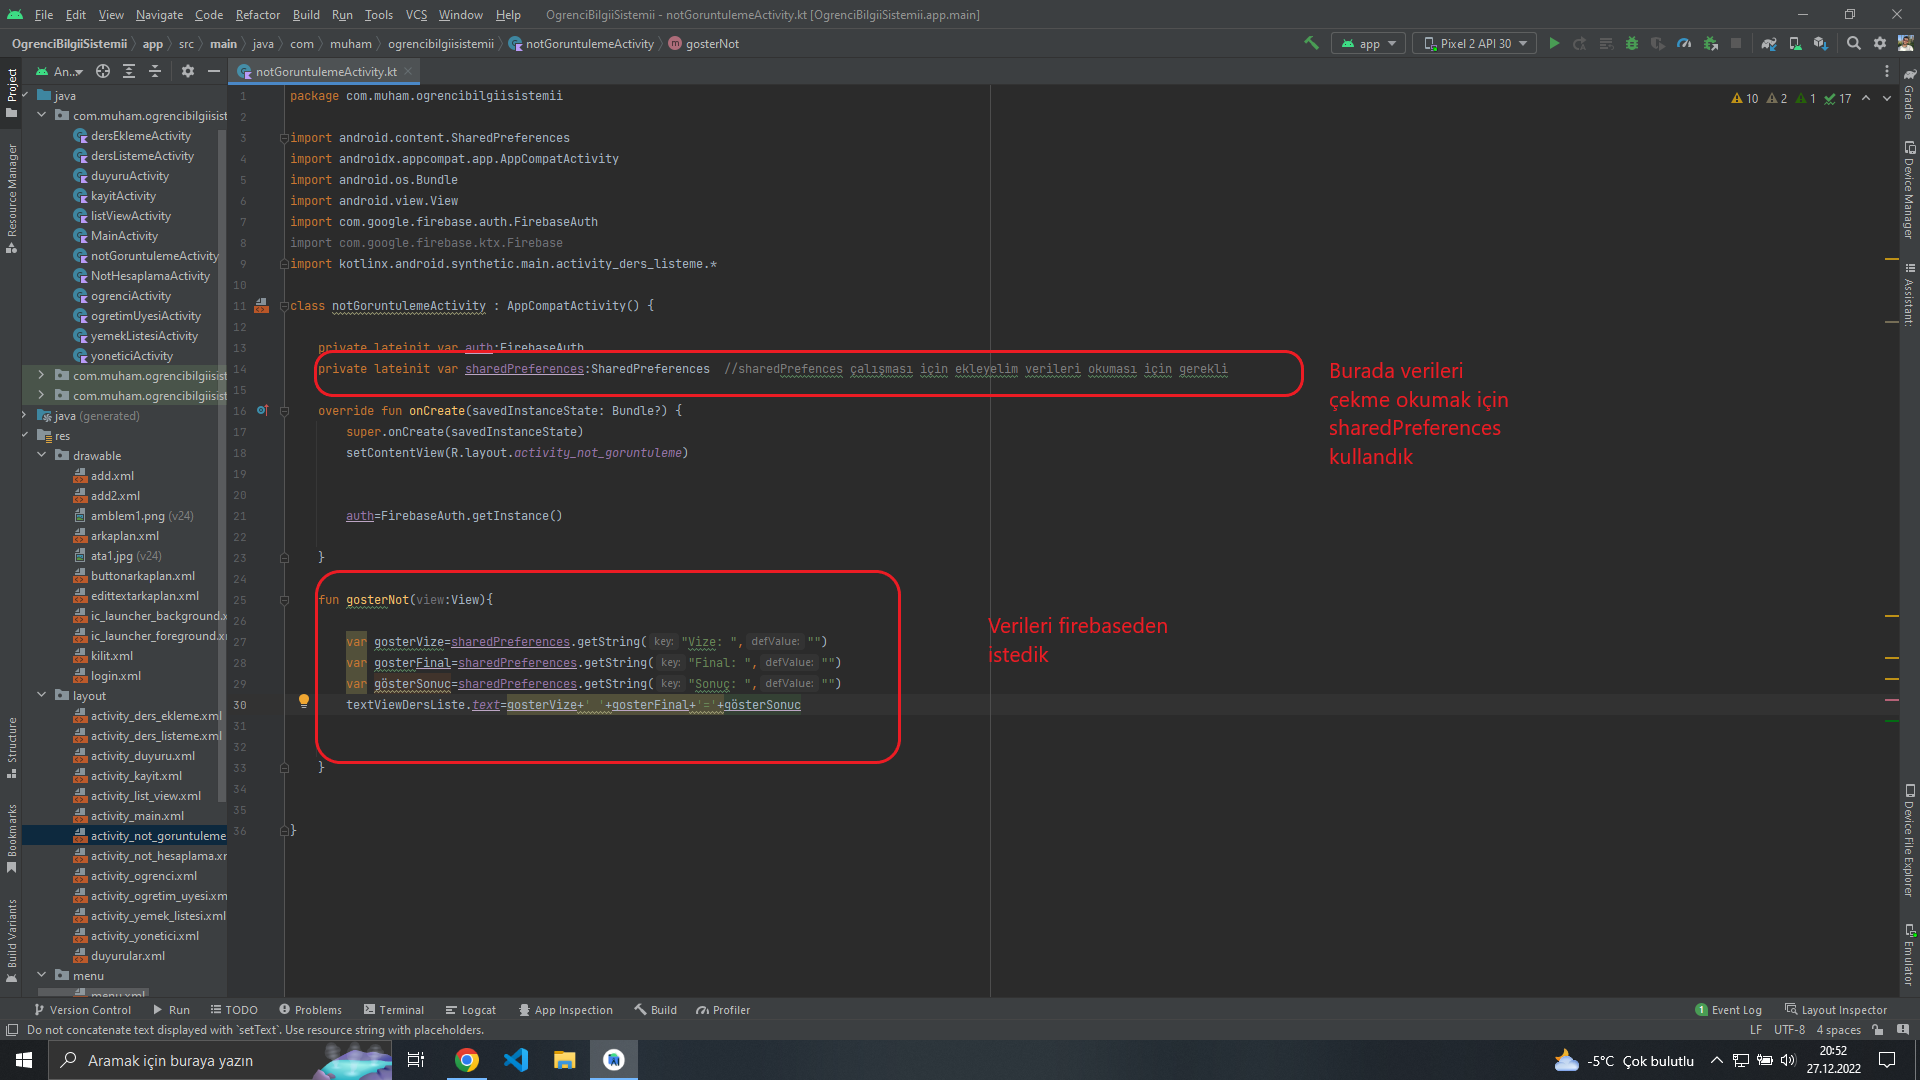 File Edit View Navigate Code Refactor Build Run Tools VCS Window Help OgrenciBilgiiSistemii - notGoruntulemeActivity.kt [OgrenciBilgiiSistemii.app.main]
OgrenciBilgiiSistemii app src main java com muham ogrencibilgiisistemii notGoruntulemeActivity gosterNot app Pixel 2 API 30
An... notGoruntulemeActivity.kt
Project
Resource Manager
Structure
Bookmarks
Build Variants
java
com.muham.ogrencibilgiisist
dersEklemeActivity
dersListemeActivity
duyuruActivity
kayitActivity
listViewActivity
MainActivity
notGoruntulemeActivity
NotHesaplamaActivity
ogrenciActivity
ogretimUyesiActivity
yemekListesiActivity
yoneticiActivity
com.muham.ogrencibilgiisist
com.muham.ogrencibilgiisist
java (generated)
res
drawable
add.xml
add2.xml
amblem1.png (v24)
arkaplan.xml
ata1.jpg (v24)
buttonarkaplan.xml
edittextarkaplan.xml
ic_launcher_background.x
ic_launcher_foreground.xr
kilit.xml
login.xml
layout
activity_ders_ekleme.xml
activity_ders_listeme.xml
activity_duyuru.xml
activity_kayit.xml
activity_list_view.xml
activity_main.xml
activity_not_goruntuleme
activity_not_hesaplama.xr
activity_ogrenci.xml
activity_ogretim_uyesi.xm
activity_yemek_listesi.xml
activity_yonetici.xml
duyurular.xml
menu
menu.xml
1 package com.muham.ogrencibilgiisistemii
2
3 import android.content.SharedPreferences
4 import androidx.appcompat.app.AppCompatActivity
5 import android.os.Bundle
6 import android.view.View
7 import com.google.firebase.auth.FirebaseAuth
8 import com.google.firebase.ktx.Firebase
9 import kotlinx.android.synthetic.main.activity_ders_listeme.*
10
11 class notGoruntulemeActivity : AppCompatActivity() {
12
13 private lateinit var auth:FirebaseAuth
14 private lateinit var sharedPreferences:SharedPreferences //sharedPrefences çalışması için ekleyelim verileri okuması için gerekli
15
16 override fun onCreate(savedInstanceState: Bundle?) {
17 super.onCreate(savedInstanceState)
18 setContentView(R.layout.activity_not_goruntuleme)
19
20
21 auth=FirebaseAuth.getInstance()
22
23 }
24
25 fun gosterNot(view:View){
26
27 var gosterVize=sharedPreferences.getString( key: "Vize: ", defValue: "")
28 var gosterFinal=sharedPreferences.getString( key: "Final: ", defValue: "")
29 var gösterSonuc=sharedPreferences.getString( key: "Sonuç: ", defValue: "")
30 textViewDersListe.text=gosterVize+' '+gosterFinal+'='+gösterSonuc
31
32
33 }
34
35
36 }
10 2 1 17
Burada verileri
çekme okumak için
sharedPreferences
kullandık
Verileri firebaseden
istedik
Gradle
Device Manager
Assistant:
Device File Explorer
Emulator
Version Control Run TODO Problems Terminal Logcat App Inspection Build Profiler 1 Event Log Layout Inspector
Do not concatenate text displayed with `setText`. Use resource string with placeholders. LF UTF-8 4 spaces
Aramak için buraya yazın -5°C Çok bulutlu 20:52
27.12.2022